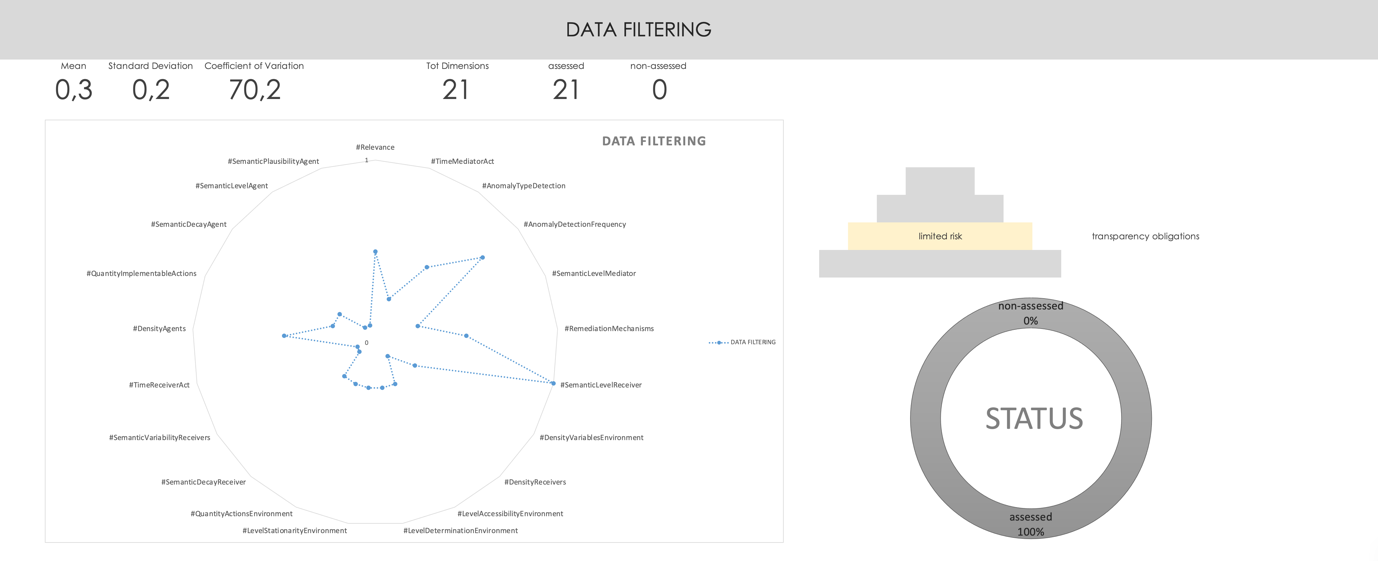 DATA FILTERING
Mean
Standard Deviation
Coefficient of Variation
Tot Dimensions
assessed
non-assessed
0,3
0,2
70,2
21
21
0
DATA FILTERING
#Relevance
1
#TimeMediatorAct
#AnomalyTypeDetection
#AnomalyDetectionFrequency
#SemanticLevelMediator
#RemediationMechanisms
#SemanticLevelReceiver
#DensityVariablesEnvironment
#DensityReceivers
#LevelAccessibilityEnvironment
#LevelDeterminationEnvironment
#LevelStationarityEnvironment
#QuantityActionsEnvironment
#SemanticDecayReceiver
#SemanticVariabilityReceivers
#TimeReceiverAct
#DensityAgents
#QuantityImplementableActions
#SemanticDecayAgent
#SemanticLevelAgent
#SemanticPlausibilityAgent
0
DATA FILTERING
limited risk
transparency obligations
non-assessed
0%
STATUS
assessed
100%